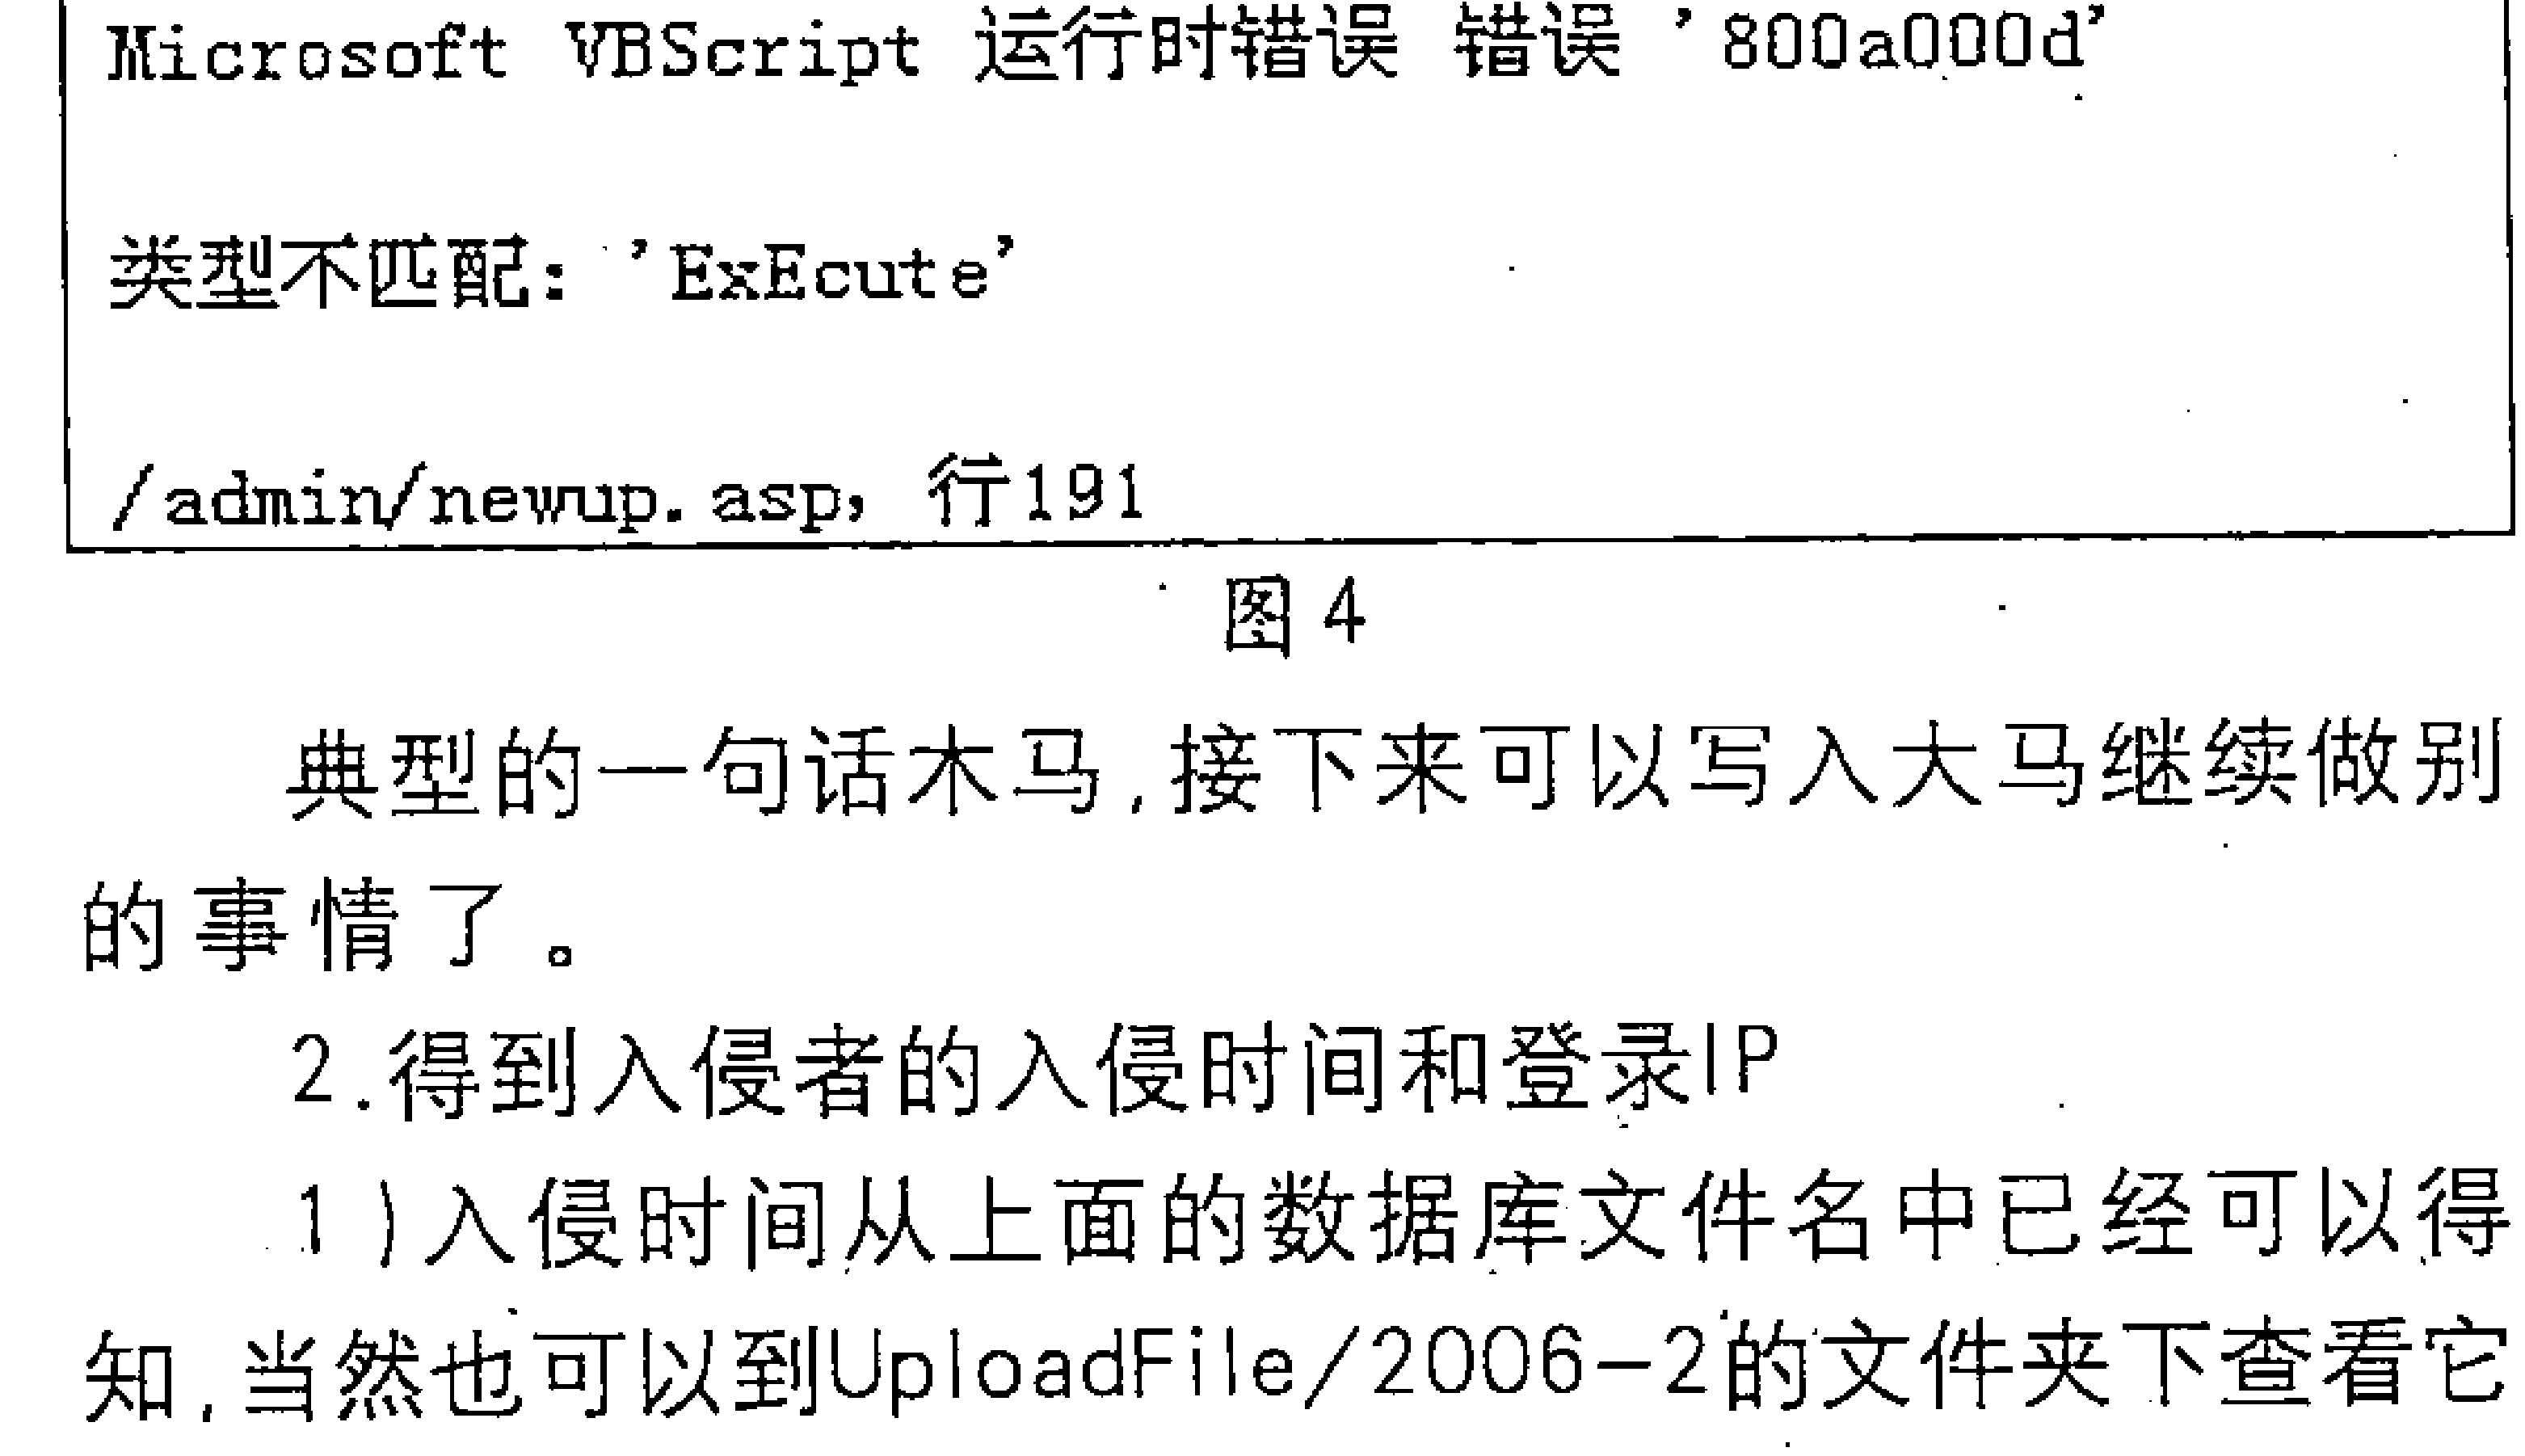 Microsoft VBScript 运行时错误 错误 '800a000d'
类型不匹配: 'ExEcute'
/admin/newup.asp, 行191
图 4
典型的一句话木马,接下来可以写入大马继续做别
的事情了。
2.得到入侵者的入侵时间和登录IP
1)入侵时间从上面的数据库文件名中已经可以得
知,当然也可以到UploadFile/2006-2的文件夹下查看它